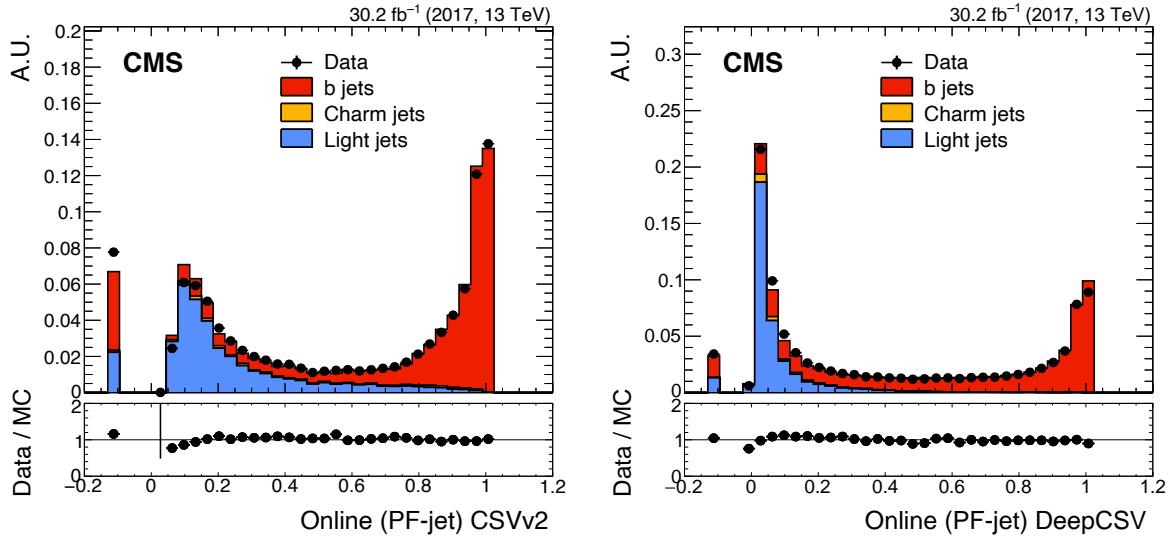 30.2 fb⁻¹ (2017, 13 TeV)
A.U.
CMS
Data
b jets
Charm jets
Light jets
0.2
0.18
0.16
0.14
0.12
0.1
0.08
0.06
0.04
0.02
0
Data / MC
2
1
0
−0.2 0 0.2 0.4 0.6 0.8 1 1.2
Online (PF-jet) CSVv2
30.2 fb⁻¹ (2017, 13 TeV)
A.U.
CMS
Data
b jets
Charm jets
Light jets
0.3
0.25
0.2
0.15
0.1
0.05
0
Data / MC
2
1
0
−0.2 0 0.2 0.4 0.6 0.8 1 1.2
Online (PF-jet) DeepCSV